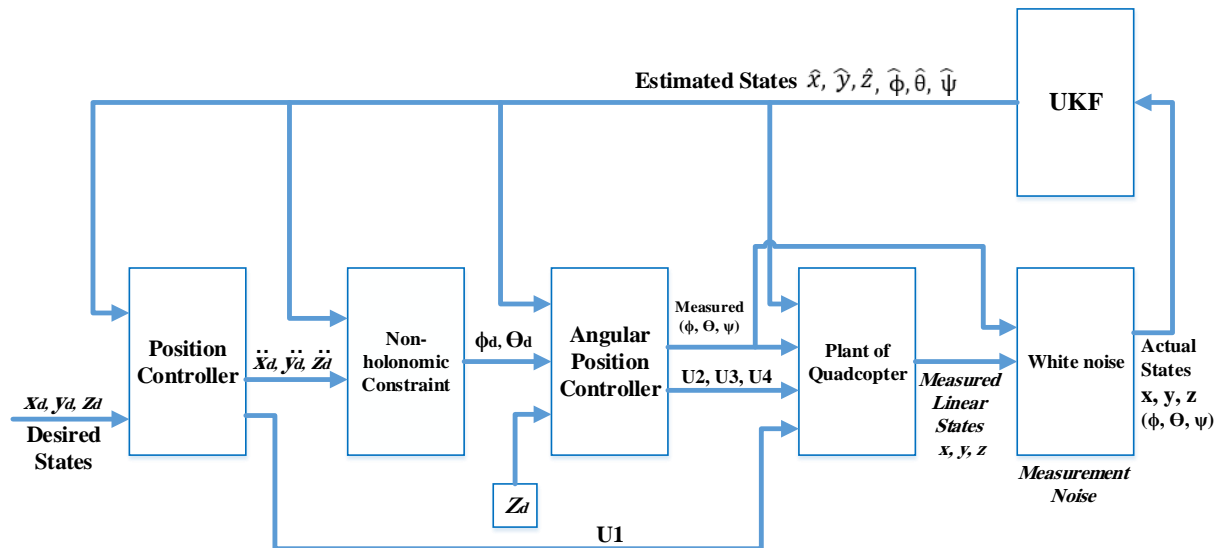 Estimated States x̂, ŷ, ẑ, ϕ̂, θ̂, ψ̂
UKF
Position
Controller
ẍd, ÿd, z̈d
Non-
holonomic
Constraint
ϕd, Θd
Angular
Position
Controller
Measured
(ϕ, Θ, ψ)
U2, U3, U4
Plant of
Quadcopter
Measured
Linear
States
x, y, z
White noise
Measurement
Noise
Actual
States
x, y, z
(ϕ, Θ, ψ)
xd, yd, zd
Desired
States
Zd
U1